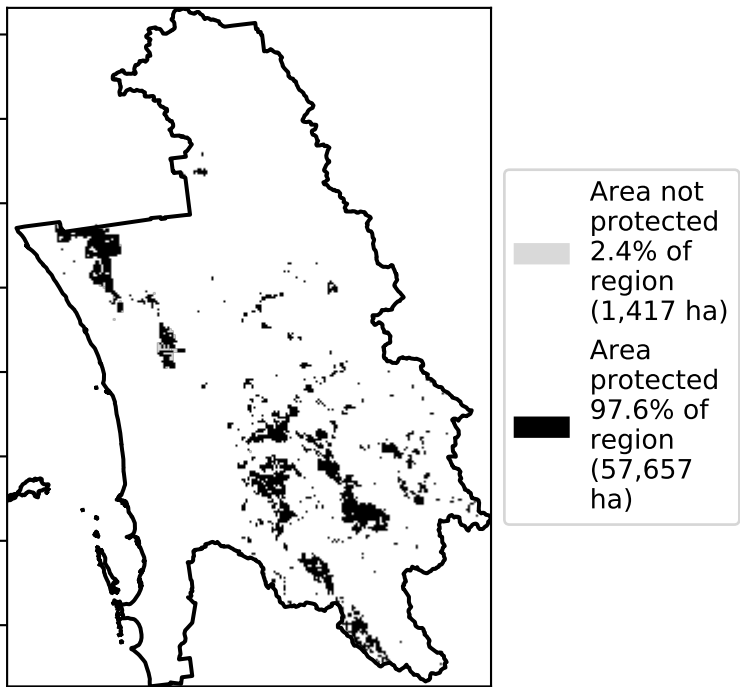 Area not
protected
2.4% of
region
(1,417 ha)
Area
protected
97.6% of
region
(57,657
ha)